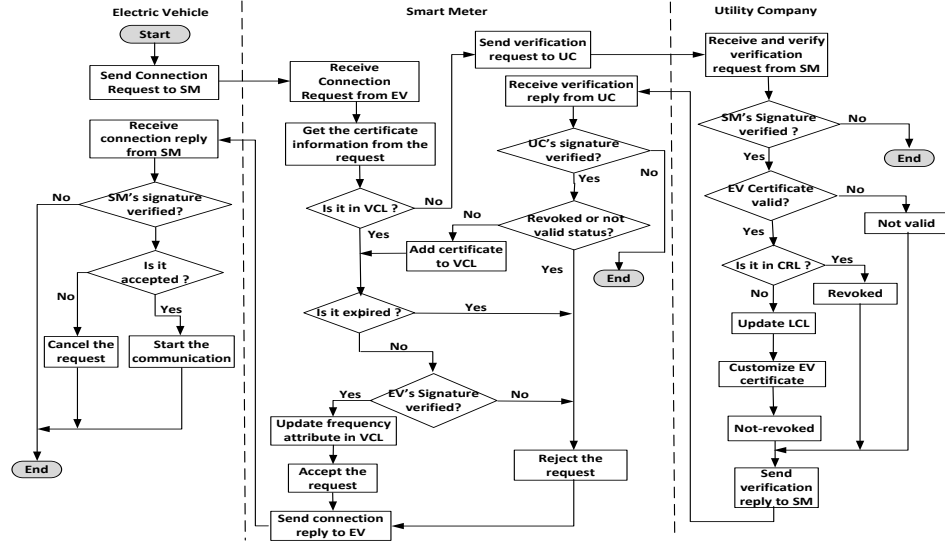 Electric Vehicle
Start
Send Connection
Request to SM
Receive
connection reply
from SM
No
SM's signature
verified?
Is it
accepted ?
No
Yes
Cancel the
request
Start the
communication
End
Smart Meter
Receive
Connection
Request from EV
Get the certificate
information from the
request
Is it in VCL ?
No
Yes
Send verification
request to UC
Receive verification
reply from UC
UC's signature
verified?
No
Yes
Revoked or not
valid status?
No
Add certificate
to VCL
Yes
End
Is it expired ?
Yes
No
EV's Signature
verified?
Yes
No
Update frequency
attribute in VCL
Accept the
request
Reject the
request
Send connection
reply to EV
Utility Company
Receive and verify
verification
request from SM
SM's Signature
verified ?
No
End
Yes
EV Certificate
valid?
No
Not valid
Yes
Is it in CRL ?
Yes
Revoked
No
Update LCL
Customize EV
certificate
Not-revoked
Send
verification
reply to SM